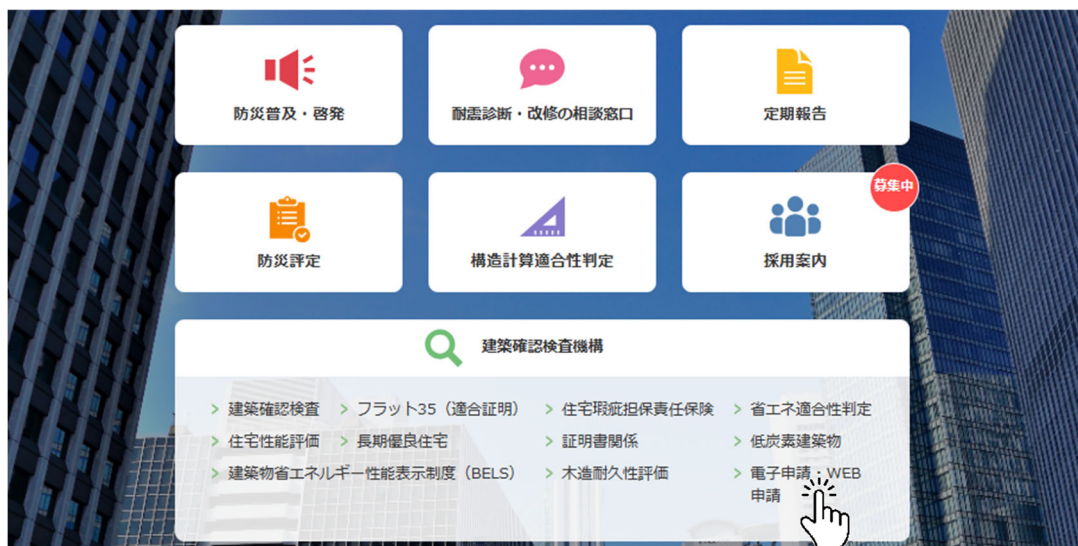 防災普及・啓発
耐震診断・改修の相談窓口
定期報告
募集中
防災評定
構造計算適合性判定
採用案内
建築確認検査機構
建築確認検査
フラット35（適合証明）
住宅瑕疵担保責任保険
省エネ適合性判定
住宅性能評価
長期優良住宅
証明書関係
低炭素建築物
建築物省エネルギー性能表示制度（BELS）
木造耐久性評価
電子申請・WEB
申請